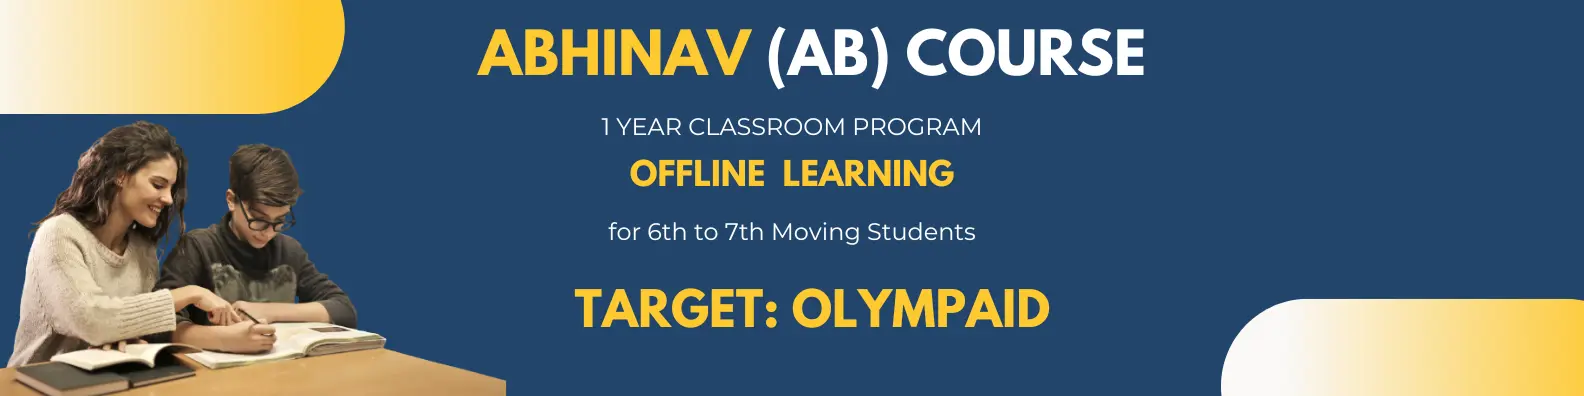 ABHINAV (AB) COURSE
1 YEAR CLASSROOM PROGRAM
OFFLINE LEARNING
for 6th to 7th Moving Students
TARGET: OLYMPAID